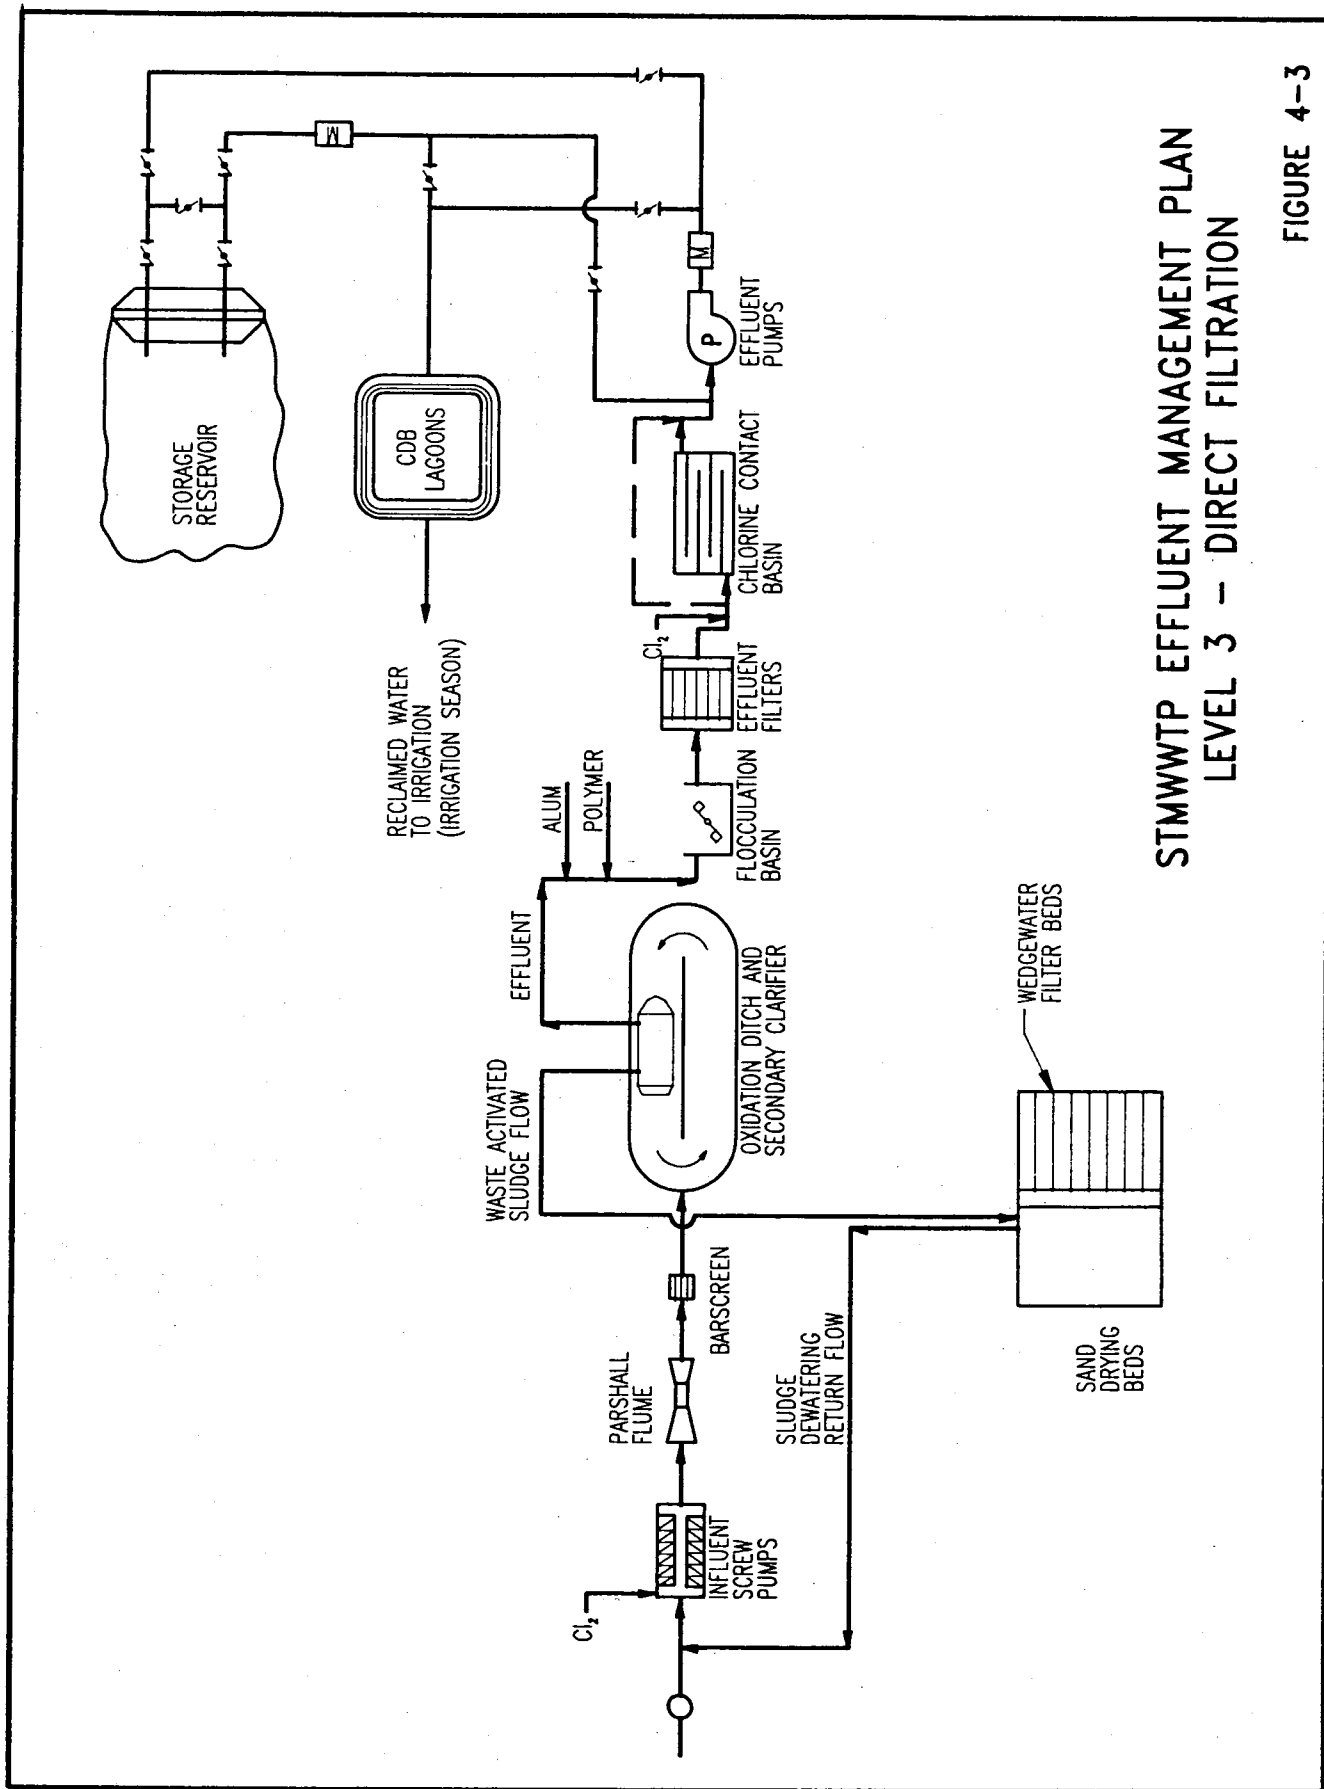 STORAGE
RESERVOIR
M
CDB
LAGOONS
RECLAIMED WATER
TO IRRIGATION
(IRRIGATION SEASON)
M
P
EFFLUENT
PUMPS
Cl₂
CHLORINE CONTACT
BASIN
EFFLUENT
FILTERS
ALUM
POLYMER
FLOCCULATION
BASIN
EFFLUENT
WASTE ACTIVATED
SLUDGE FLOW
OXIDATION DITCH AND
SECONDARY CLARIFIER
BARSCREEN
PARSHALL
FLUME
Cl₂
INFLUENT
SCREW
PUMPS
SLUDGE
DEWATERING
RETURN FLOW
WEDGEWATER
FILTER BEDS
SAND
DRYING
BEDS
STMWWTP EFFLUENT MANAGEMENT PLAN
LEVEL 3 - DIRECT FILTRATION
FIGURE 4-3